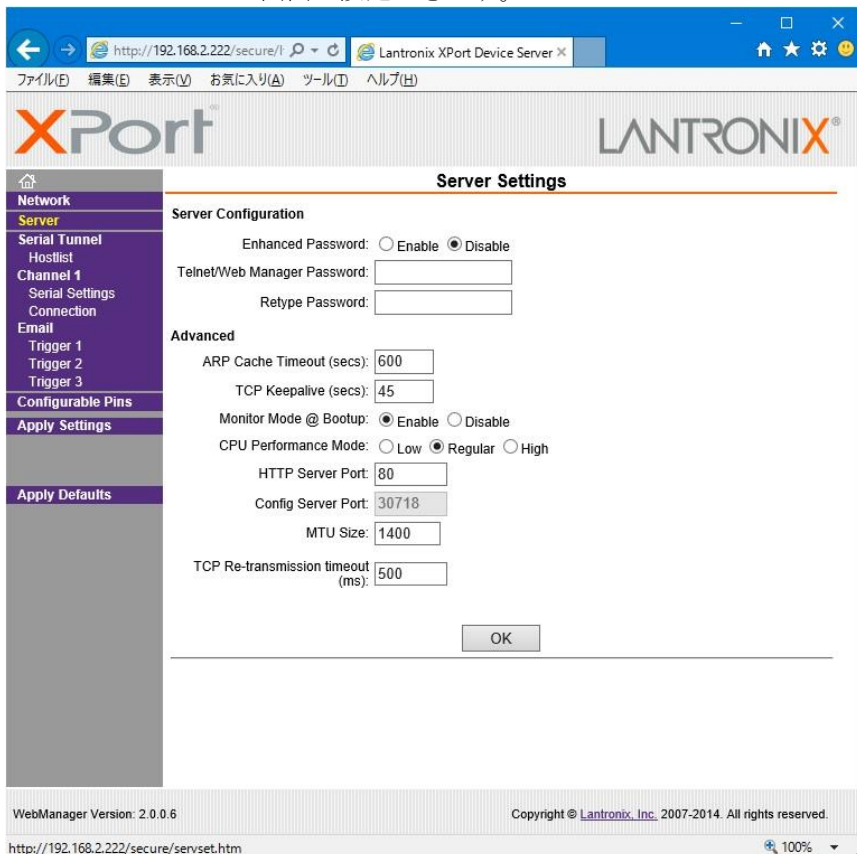 http://192.168.2.222/secure/l
Lantronix XPort Device Server
ファイル(F) 編集(E) 表示(V) お気に入り(A) ツール(T) ヘルプ(H)
XPort®
LANTRONIX®
Server Settings
Network
Server
Serial Tunnel
Hostlist
Channel 1
Serial Settings
Connection
Email
Trigger 1
Trigger 2
Trigger 3
Configurable Pins
Apply Settings
Apply Defaults
Server Configuration
Enhanced Password: Enable Disable
Telnet/Web Manager Password:
Retype Password:
Advanced
ARP Cache Timeout (secs): 600
TCP Keepalive (secs): 45
Monitor Mode @ Bootup: Enable Disable
CPU Performance Mode: Low Regular High
HTTP Server Port: 80
Config Server Port: 30718
MTU Size: 1400
TCP Re-transmission timeout
(ms): 500
OK
WebManager Version: 2.0.0.6
Copyright © Lantronix, Inc. 2007-2014. All rights reserved.
http://192.168.2.222/secure/servset.htm
100%